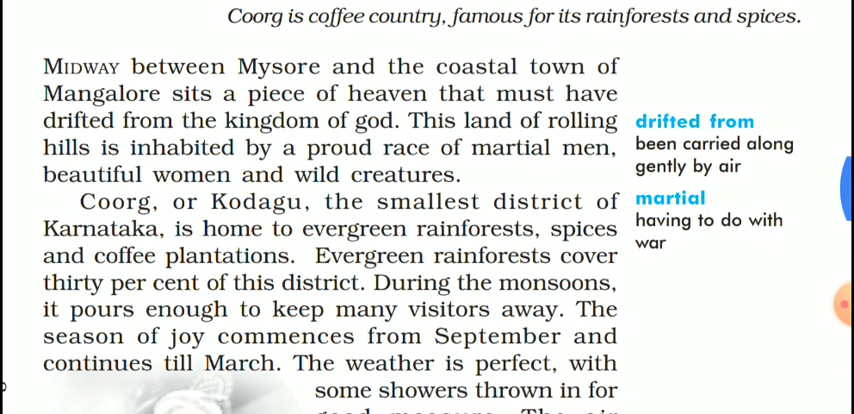 Coorg is coffee country, famous for its rainforests and spices.
MIDWAY between Mysore and the coastal town of
Mangalore sits a piece of heaven that must have
drifted from the kingdom of god. This land of rolling
hills is inhabited by a proud race of martial men,
beautiful women and wild creatures.
Coorg, or Kodagu, the smallest district of
Karnataka, is home to evergreen rainforests, spices
and coffee plantations. Evergreen rainforests cover
thirty per cent of this district. During the monsoons,
it pours enough to keep many visitors away. The
season of joy commences from September and
continues till March. The weather is perfect, with
some showers thrown in for
drifted from
been carried along
gently by air
martial
having to do with
war